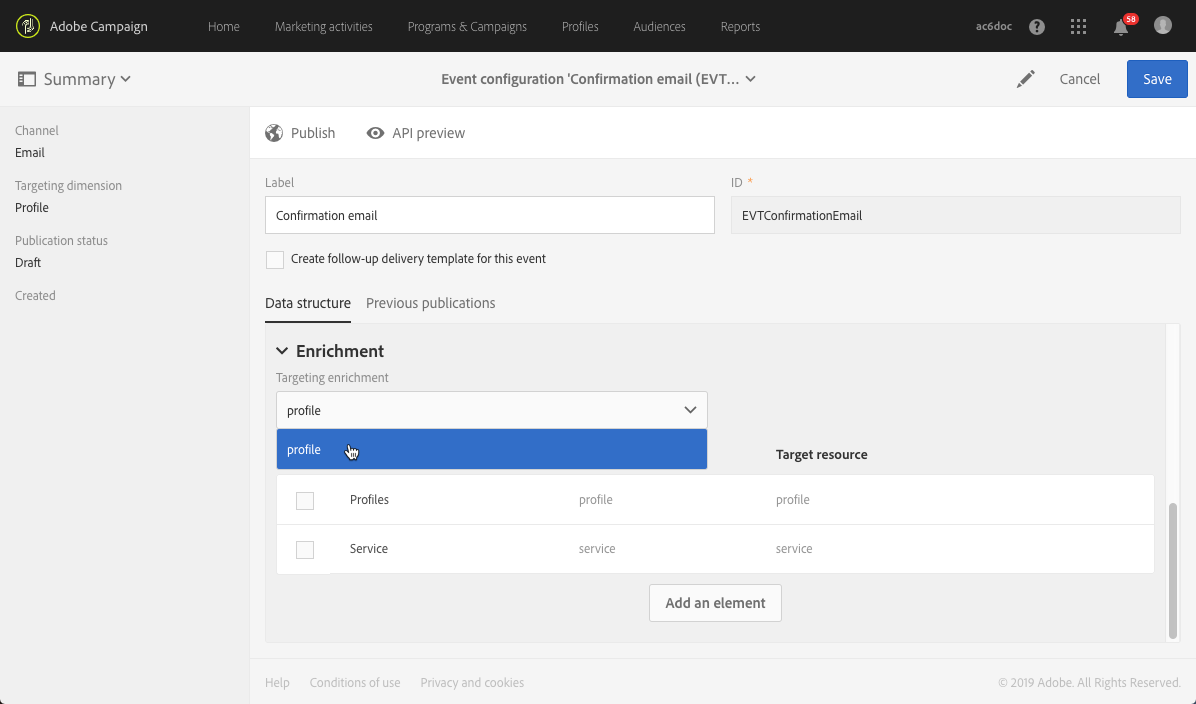 Adobe Campaign
Home
Marketing activities
Programs & Campaigns
Profiles
Audiences
Reports
ac6doc
?
58
Summary
Event configuration 'Confirmation email (EVT...
Cancel
Save
Channel
Email
Targeting dimension
Profile
Publication status
Draft
Created
Publish
API preview
Label
ID *
Confirmation email
EVTConfirmationEmail
Create follow-up delivery template for this event
Data structure
Previous publications
Enrichment
Targeting enrichment
profile
profile
Target resource
Profiles
profile
profile
Service
service
service
Add an element
Help
Conditions of use
Privacy and cookies
© 2019 Adobe. All Rights Reserved.